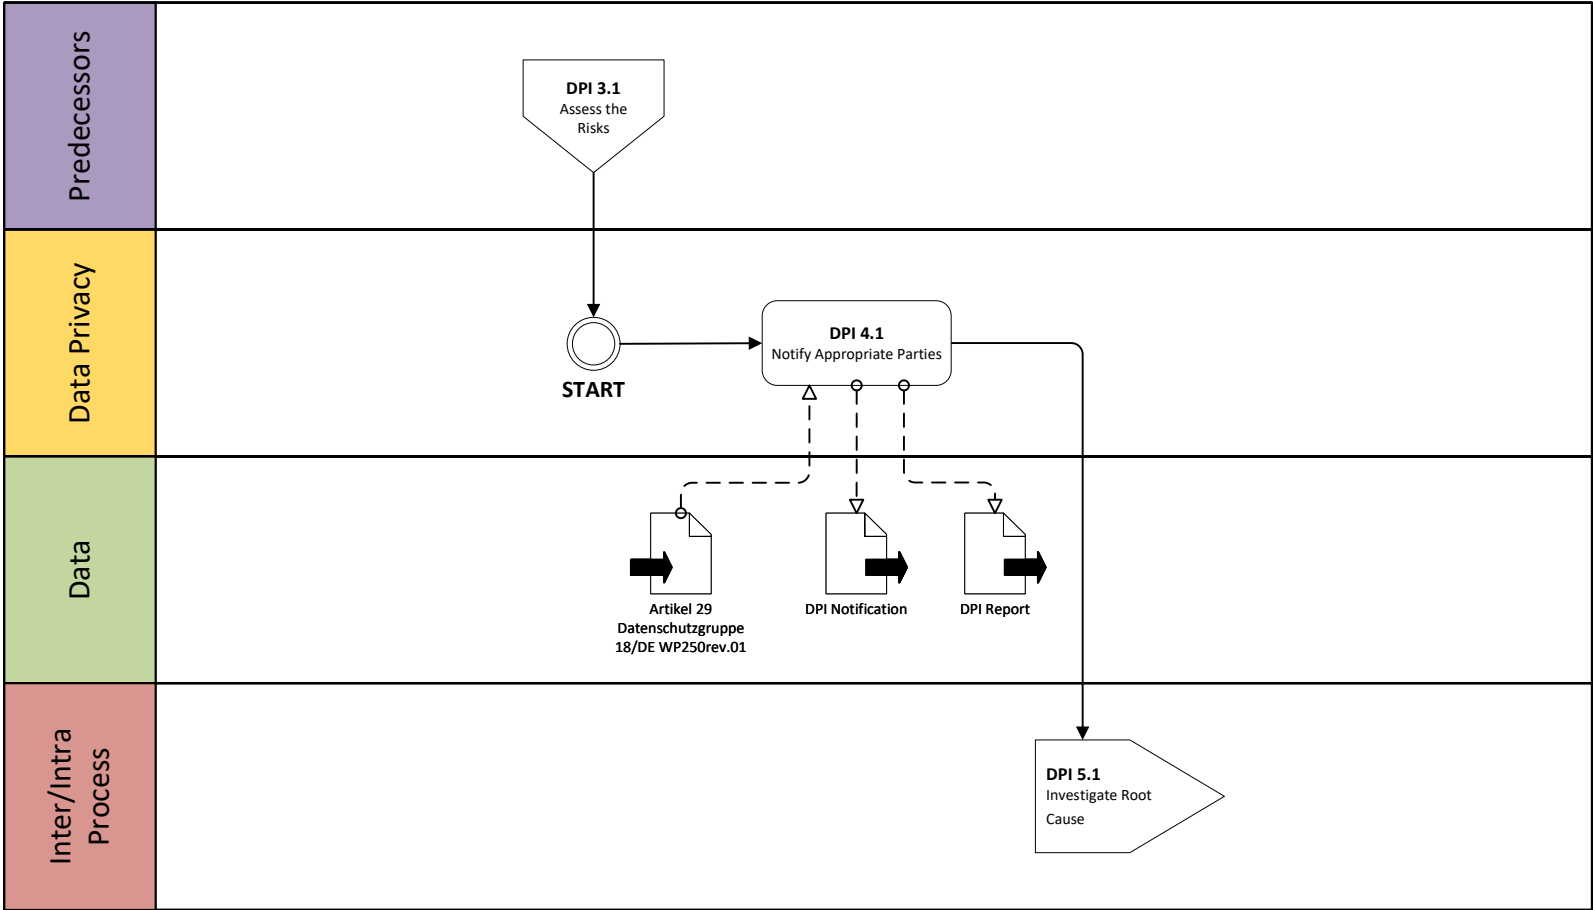 Predecessors
DPI 3.1
Assess the
Risks
Data Privacy
START
DPI 4.1
Notify Appropriate Parties
Data
Artikel 29
Datenschutzgruppe
18/DE WP250rev.01
DPI Notification
DPI Report
Inter/Intra
Process
DPI 5.1
Investigate Root
Cause